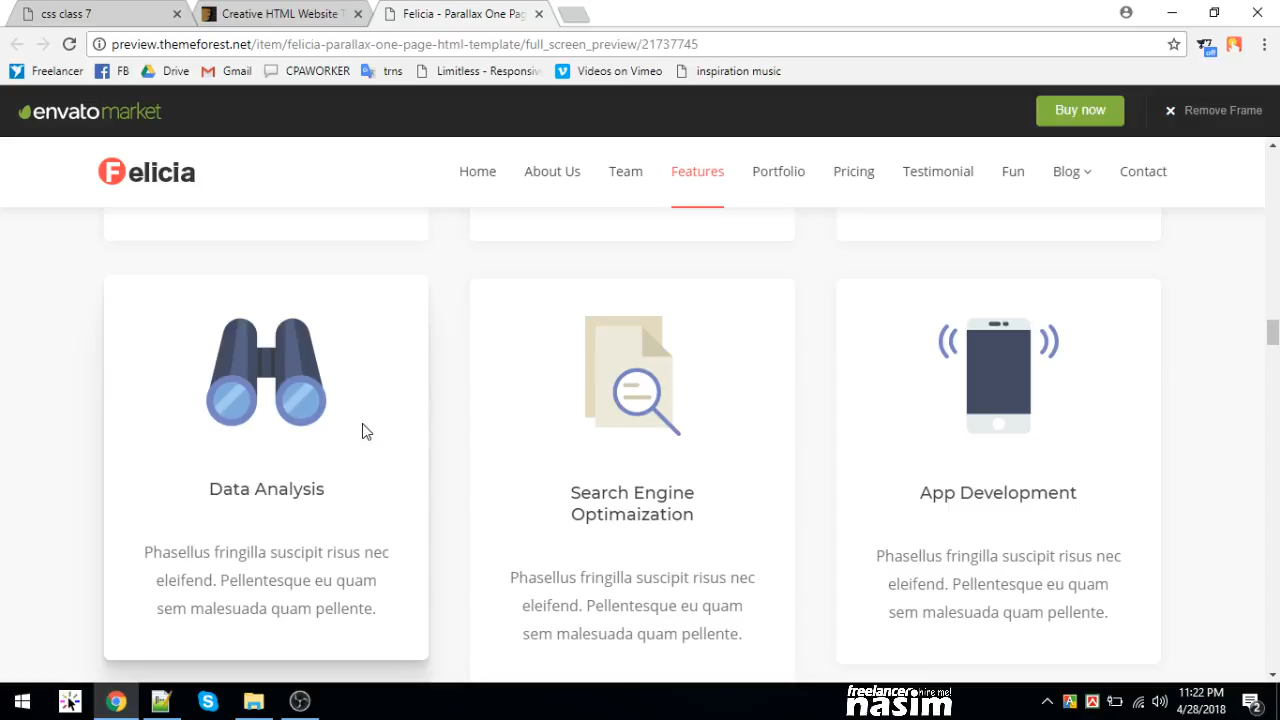 css class 7
Creative HTML Website T
Felicia - Parallax One Pag
preview.themeforest.net/item/felicia-parallax-one-page-html-template/full_screen_preview/21737745
Freelancer
FB
Drive
Gmail
CPAWORKER
trns
Limitless - Responsiv
Videos on Vimeo
inspiration music
off
envatomarket
Buy now
Remove Frame
Felicia
Home
About Us
Team
Features
Portfolio
Pricing
Testimonial
Fun
Blog
Contact
Data Analysis
Phasellus fringilla suscipit risus nec
eleifend. Pellentesque eu quam
sem malesuada quam pellente.
Search Engine
Optimaization
Phasellus fringilla suscipit risus nec
eleifend. Pellentesque eu quam
sem malesuada quam pellente.
App Development
Phasellus fringilla suscipit risus nec
eleifend. Pellentesque eu quam
sem malesuada quam pellente.
freelancer hire me!
nasim
11:22 PM
4/28/2018
2